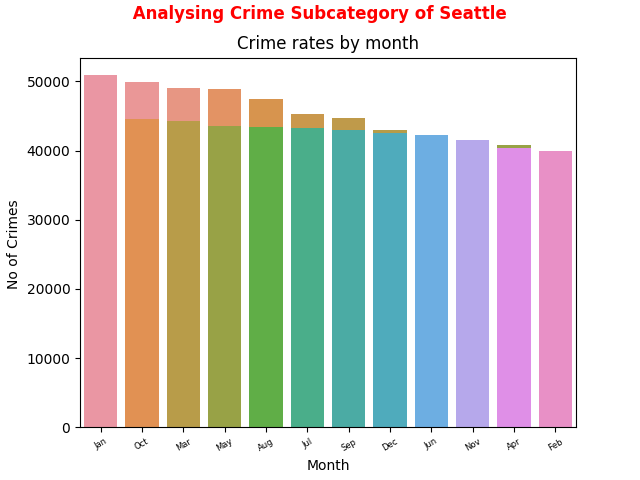 Analysing Crime Subcategory of Seattle
Crime rates by month
No of Crimes
50000
40000
30000
20000
10000
0
Jan Oct Mar May Aug Jul Sep Dec Jun Nov Apr Feb
Month